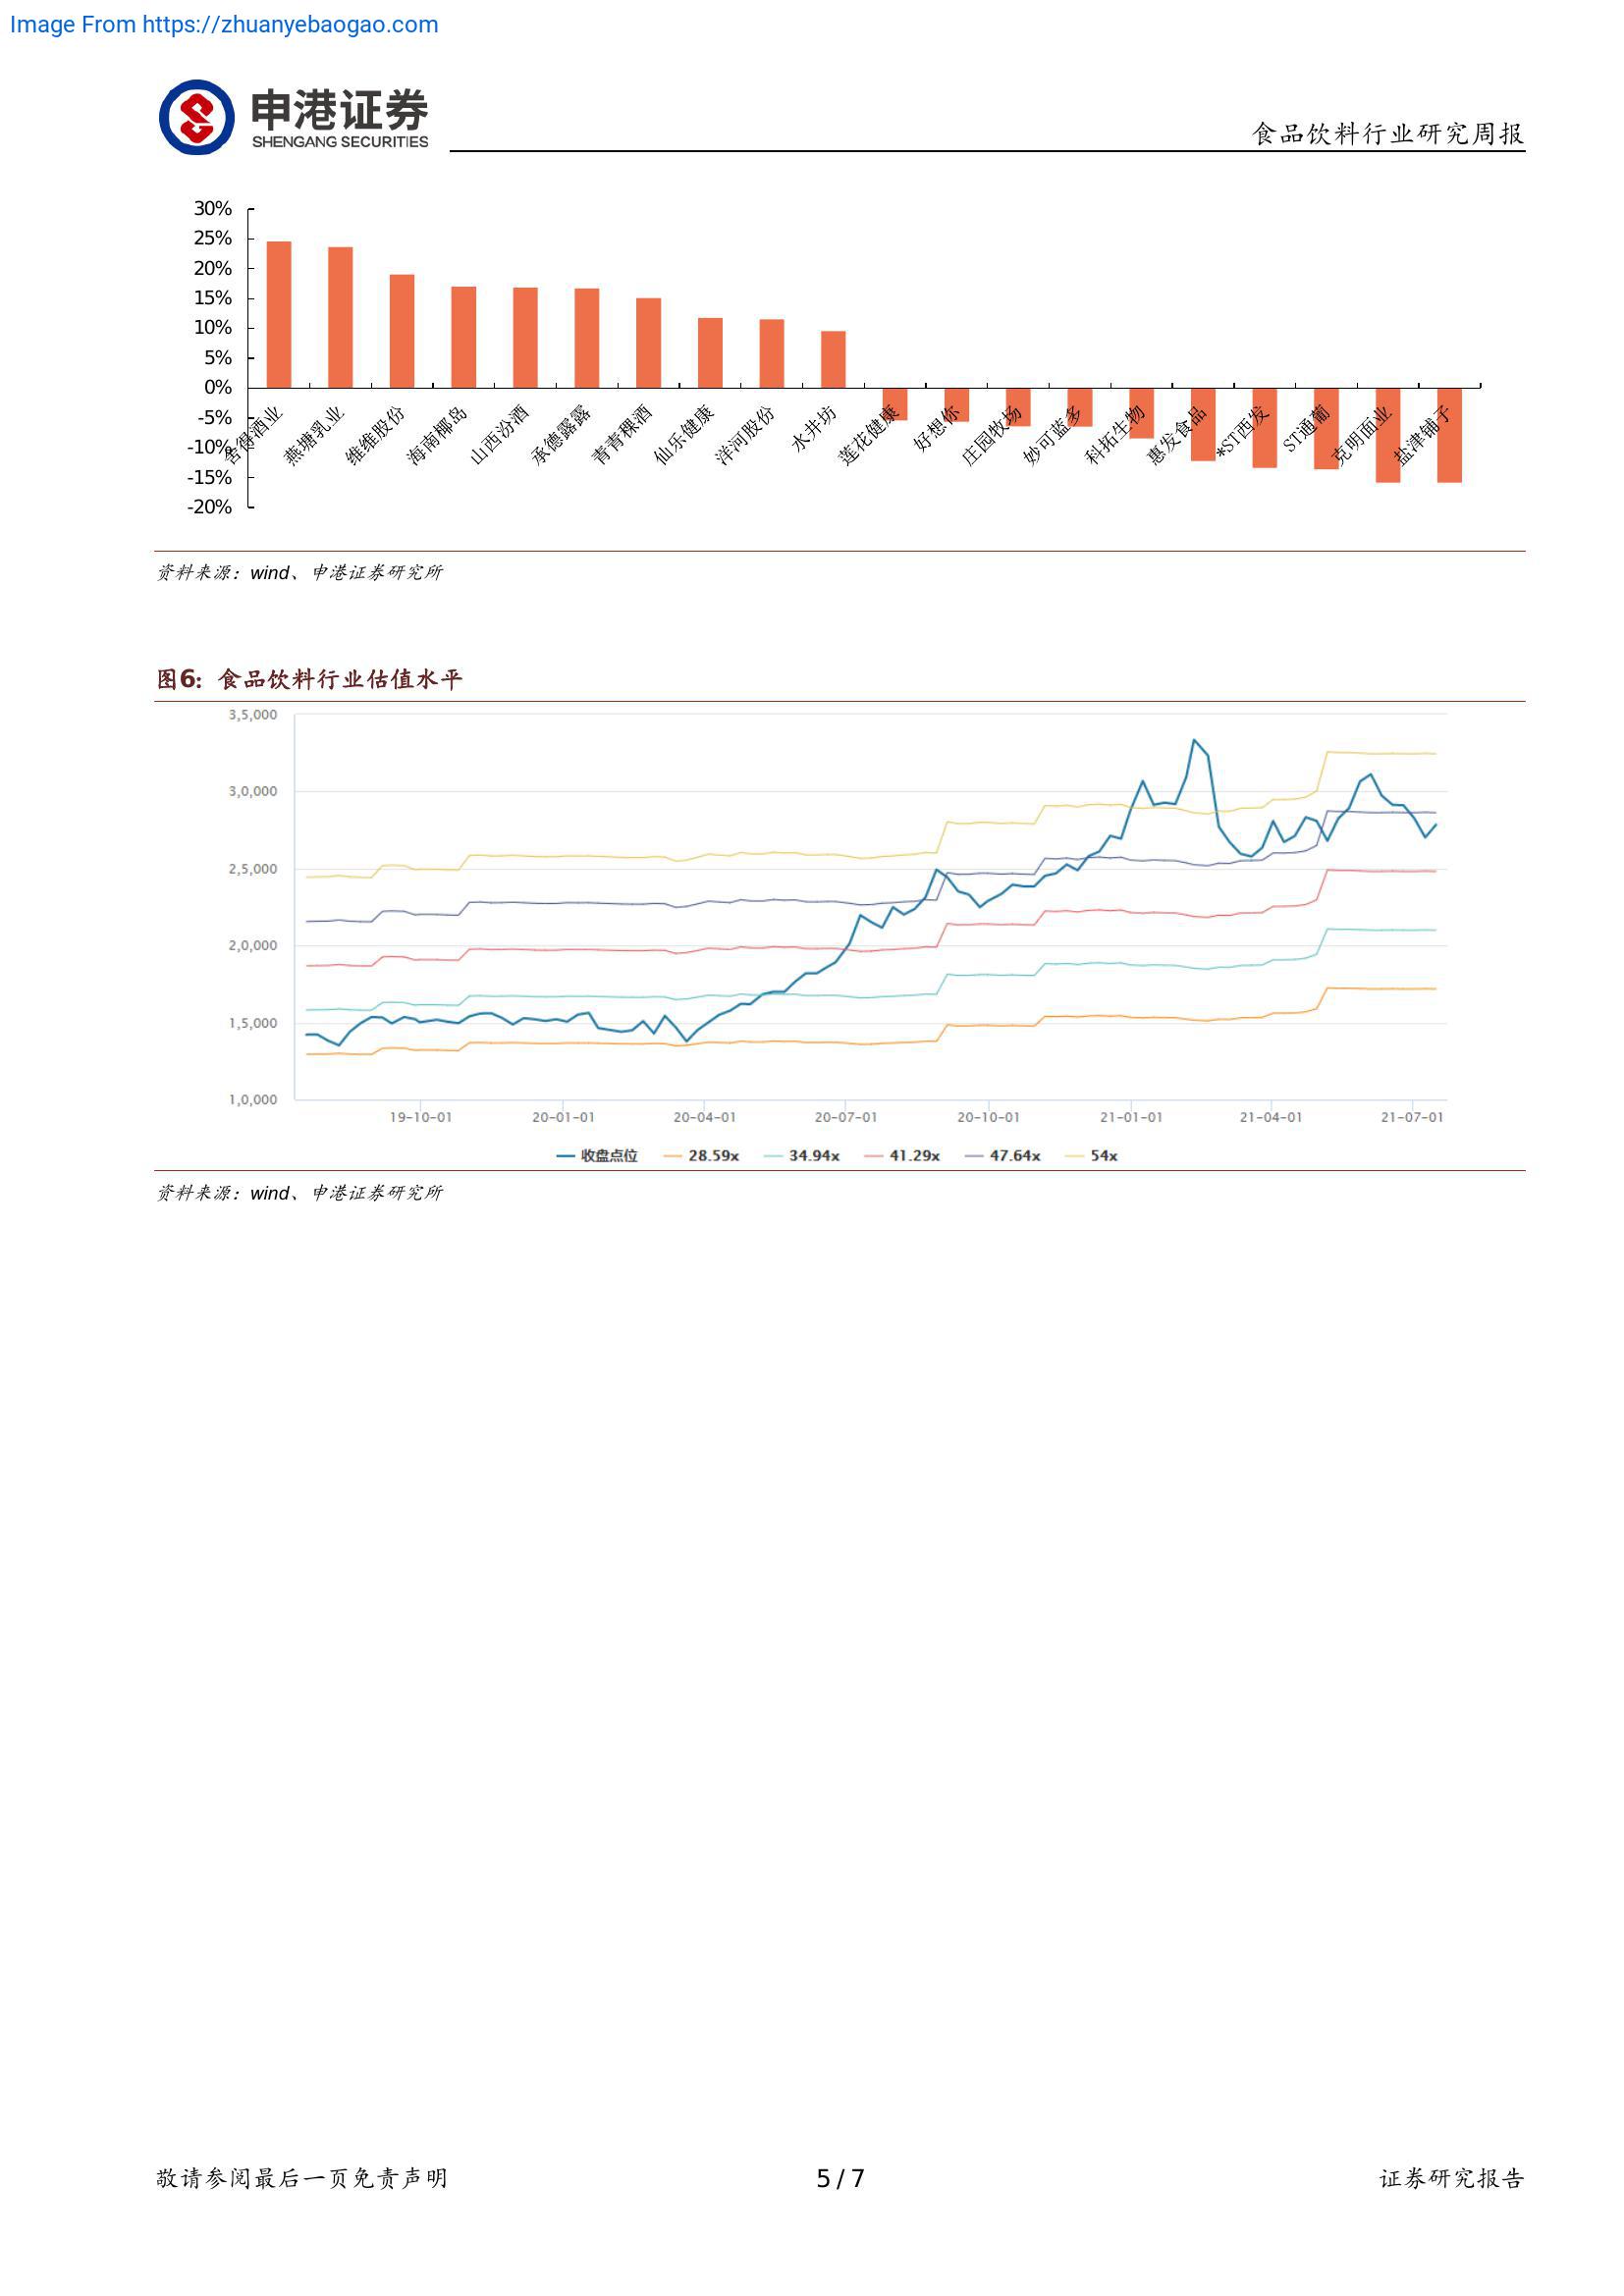 Image From https://zhuanyebaogao.com
申港证券
SHENGANG SECURITIES
食品饮料行业研究周报
30%
25%
20%
15%
10%
5%
0%
-5%
-10%
-15%
-20%
舍得酒业
燕塘乳业
维维股份
海南椰岛
山西汾酒
承德露露
青青稞酒
仙乐健康
洋河股份
水井坊
莲花健康
好想你
庄园牧场
妙可蓝多
科拓生物
惠发食品
*ST西发
ST通葡
克明面业
盐津铺子
资料来源：wind、申港证券研究所
图6：食品饮料行业估值水平
3,5,000
3,0,000
2,5,000
2,0,000
1,5,000
1,0,000
19-10-01 20-01-01 20-04-01 20-07-01 20-10-01 21-01-01 21-04-01 21-07-01
收盘点位 28.59x 34.94x 41.29x 47.64x 54x
资料来源：wind、申港证券研究所
敬请参阅最后一页免责声明 5 / 7 证券研究报告